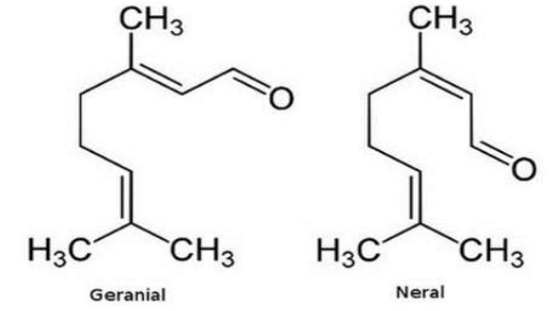 CH₃ CH₃
O
O
H₃C CH₃ H₃C CH₃
Geranial Neral